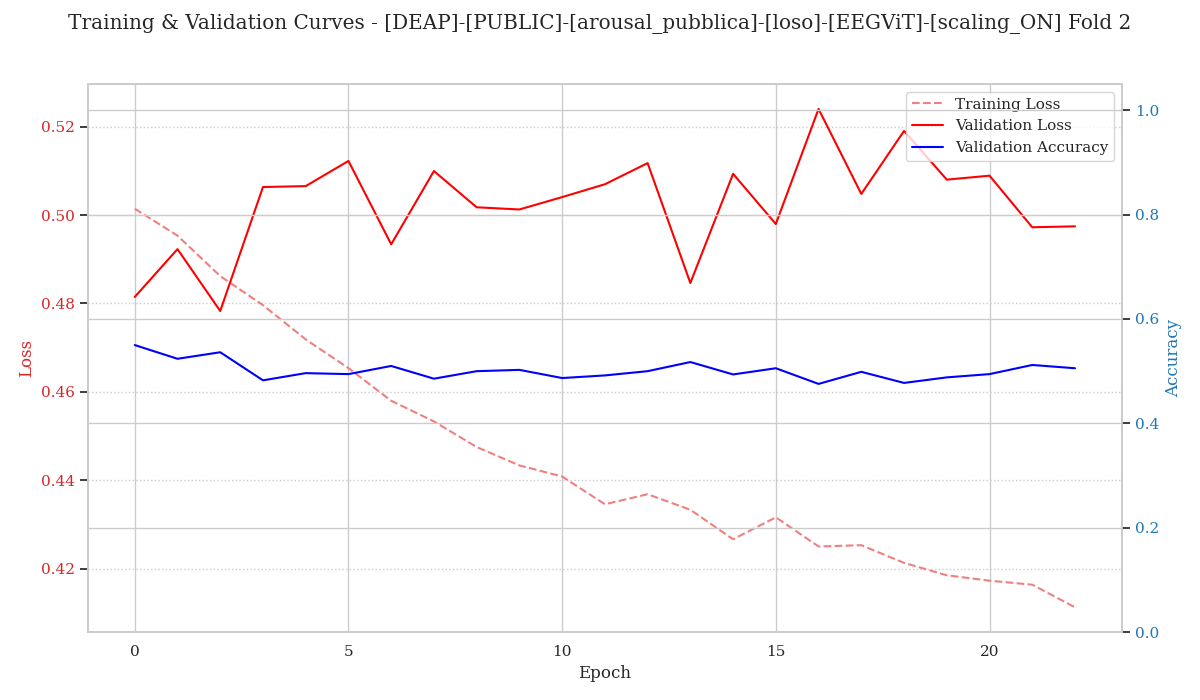 Training & Validation Curves - [DEAP]-[PUBLIC]-[arousal_pubblica]-[loso]-[EEGViT]-[scaling_ON] Fold 2
Training Loss
Validation Loss
Validation Accuracy
0.52
0.50
0.48
0.46
0.44
0.42
Loss
1.0
0.8
0.6
0.4
0.2
0.0
Accuracy
0 5 10 15 20
Epoch